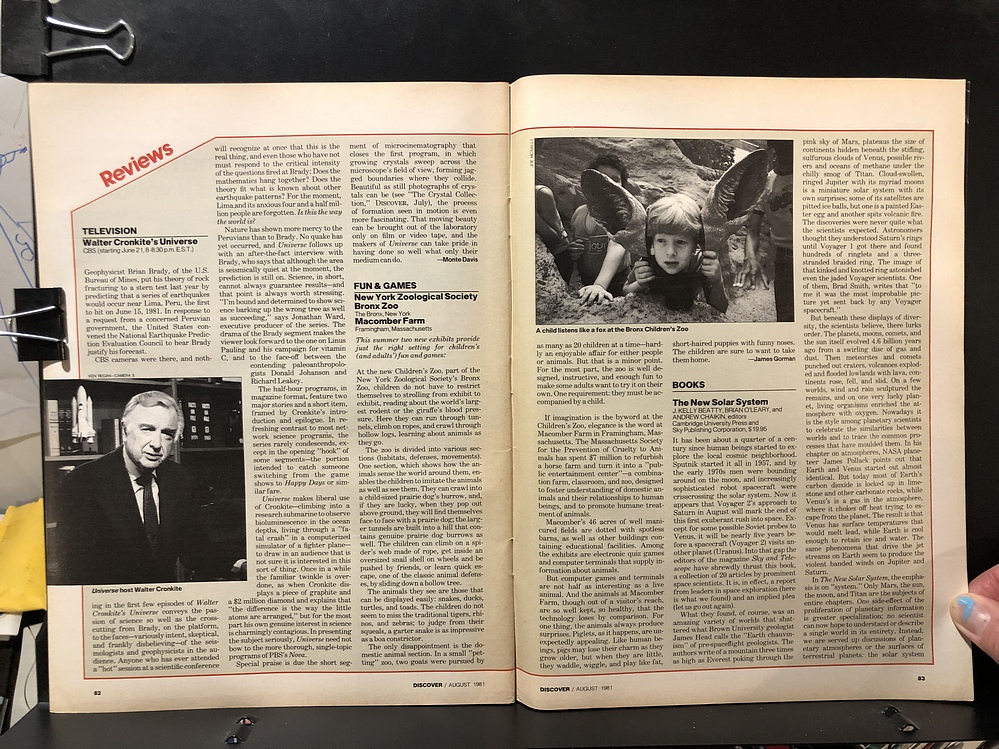 Reviews
TELEVISION
Walter Cronkite's Universe
CBS (starting June 21, 8-8:30 p.m. E.S.T.)
Geophysicist Brian Brady, of the U.S.
Bureau of Mines, put his theory of rock
fracturing to a stern test last year by
predicting that a series of earthquakes
would occur near Lima, Peru, the first
to hit on June 15, 1981. In response to
a request from a concerned Peruvian
government, the United States con-
vened the National Earthquake Predic-
tion Evaluation Council to hear Brady
justify his forecast.
CBS cameras were there, and noth-
KEN REGAN—CAMERA 5
Universe host Walter Cronkite
ing in the first few episodes of Walter
Cronkite's Universe conveys the pas-
sion of science so well as the cross-
cutting from Brady, on the platform,
to the faces—variously intent, skeptical,
and frankly disbelieving—of the seis-
mologists and geophysicists in the au-
dience. Anyone who has ever attended
a "hot" session at a scientific conference
will recognize at once that this is the
real thing, and even those who have not
must respond to the critical intensity
of the questions fired at Brady: Does the
mathematics hang together? Does the
theory fit what is known about other
earthquake patterns? For the moment,
Lima and its anxious four and a half mil-
lion people are forgotten. Is this the way
the world is?
Nature has shown more mercy to the
Peruvians than to Brady. No quake has
yet occurred, and Universe follows up
with an after-the-fact interview with
Brady, who says that although the area
is seismically quiet at the moment, the
prediction is still on. Science, in short,
cannot always guarantee results—and
that point is always worth stressing.
"I'm bound and determined to show sci-
ence barking up the wrong tree as well
as succeeding," says Jonathan Ward,
executive producer of the series. The
drama of the Brady segment makes the
viewer look forward to the one on Linus
Pauling and his campaign for vitamin
C, and to the face-off between the
contending paleoanthropolo-
gists Donald Johanson and
Richard Leakey.
The half-hour programs, in
magazine format, feature two
major stories and a short item,
framed by Cronkite's intro-
duction and epilogue. In re-
freshing contrast to most net-
work science programs, the
series rarely condescends, ex-
cept in the opening "hook" of
some segments—the portion
intended to catch someone
switching from the game
shows to Happy Days or sim-
ilar fare.
Universe makes liberal use
of Cronkite—climbing into a
research submarine to observe
bioluminescence in the ocean
depths, living through a "fa-
tal crash" in a computerized
simulator of a fighter plane—
to draw in an audience that is
not sure it is interested in this
sort of thing. Once in a while
the familiar twinkle is over-
done, as when Cronkite dis-
plays a piece of graphite and
a $2 million diamond and explains that
"the difference is the way the little
atoms are arranged," but for the most
part his own genuine interest in science
is charmingly contagious. In presenting
the subject seriously, Universe need not
bow to the more thorough, single-topic
programs of PBS's Nova.
Special praise is due the short seg-
ment of microcinematography that
closes the first program, in which
growing crystals sweep across the
microscope's field of view, forming jag-
ged boundaries where they collide.
Beautiful as still photographs of crys-
tals can be (see "The Crystal Collec-
tion," DISCOVER, July), the process
of formation seen in motion is even
more fascinating. That moving beauty
can be brought out of the laboratory
only on film or video tape, and the
makers of Universe can take pride in
having done so well what only their
medium can do.
—Monte Davis
FUN & GAMES
New York Zoological Society
Bronx Zoo
The Bronx, New York
Macomber Farm
Framingham, Massachusetts
This summer two new exhibits provide
just the right setting for children's
(and adults') fun and games:
At the new Children's Zoo, part of the
New York Zoological Society's Bronx
Zoo, children do not have to restrict
themselves to strolling from exhibit to
exhibit, reading about the world's larg-
est rodent or the giraffe's blood pres-
sure. Here they can run through tun-
nels, climb on ropes, and crawl through
hollow logs, learning about animals as
they go.
The zoo is divided into various sec-
tions (habitats, defenses, movements).
One section, which shows how the ani-
mals sense the world around them, en-
ables the children to imitate the animals
as well as see them. They can crawl into
a child-sized prairie dog's burrow, and,
if they are lucky, when they pop out
above ground, they will find themselves
face to face with a prairie dog; the larg-
er tunnels are built into a hill that con-
tains genuine prairie dog burrows as
well. The children can climb on a spi-
der's web made of rope, get inside an
oversized snail shell on wheels and be
pushed by friends, or learn quick es-
cape, one of the classic animal defens-
es, by sliding down a hollow tree.
The animals they see are those that
can be displayed easily: snakes, ducks,
turtles, and toads. The children do not
seem to miss the traditional tigers, rhi-
nos, and zebras; to judge from their
squeals, a garter snake is as impressive
as a boa constrictor.
The only disappointment is the do-
mestic animal section. In a small "pet-
ting" zoo, two goats were pursued by
82
DISCOVER / AUGUST 1981
A child listens like a fox at the Bronx Children's Zoo
as many as 20 children at a time—hard-
ly an enjoyable affair for either people
or animals. But that is a minor point.
For the most part, the zoo is well de-
signed, instructive, and enough fun to
make some adults want to try it on their
own. One requirement: they must be ac-
companied by a child.
If imagination is the byword at the
Children's Zoo, elegance is the word at
Macomber Farm in Framingham, Mas-
sachusetts. The Massachusetts Society
for the Prevention of Cruelty to Ani-
mals has spent $7 million to refurbish
a horse farm and turn it into a "pub-
lic entertainment center"—a combina-
tion farm, classroom, and zoo, designed
to foster understanding of domestic an-
imals and their relationships to human
beings, and to promote humane treat-
ment of animals.
Macomber's 46 acres of well mani-
cured fields are dotted with spotless
barns, as well as other buildings con-
taining educational facilities. Among
the exhibits are electronic quiz games
and computer terminals that supply in-
formation about animals.
But computer games and terminals
are not half as interesting as a live
animal. And the animals at Macomber
Farm, though out of a visitor's reach,
are so well kept, so healthy, that the
technology loses by comparison. For
one thing, the animals always produce
surprises. Piglets, as it happens, are un-
expectedly appealing. Like human be-
ings, pigs may lose their charm as they
grow older, but when they are little,
they waddle, wiggle, and play like fat,
short-haired puppies with funny noses.
The children are sure to want to take
them home.
—James Gorman
BOOKS
The New Solar System
J. KELLY BEATTY, BRIAN O'LEARY, and
ANDREW CHAIKIN, editors
Cambridge University Press and
Sky Publishing Corporation, $19.95
It has been about a quarter of a cen-
tury since human beings started to ex-
plore the local cosmic neighborhood.
Sputnik started it all in 1957, and by
the early 1970s men were bounding
around on the moon, and increasingly
sophisticated robot spacecraft were
crisscrossing the solar system. Now it
appears that Voyager 2's approach to
Saturn in August will mark the end of
this first exuberant rush into space. Ex-
cept for some possible Soviet probes to
Venus, it will be nearly five years be-
fore a spacecraft (Voyager 2) visits an-
other planet (Uranus). Into that gap the
editors of the magazine Sky and Tele-
scope have shrewdly thrust this book,
a collection of 20 articles by prominent
space scientists. It is, in effect, a report
from leaders in space exploration (here
is what we found) and an implied plea
(let us go out again).
What they found, of course, was an
amazing variety of worlds that shat-
tered what Brown University geologist
James Head calls the "Earth chauvin-
ism" of pre-spaceflight geologists. The
authors write of a mountain three times
as high as Everest poking through the
pink sky of Mars, plateaus the size of
continents hidden beneath the stifling,
sulfurous clouds of Venus, possible riv-
ers and oceans of methane under the
chilly smog of Titan. Cloud-swollen,
ringed Jupiter with its myriad moons
is a miniature solar system with its
own surprises; some of its satellites are
pitted ice balls, but one is a painted Eas-
ter egg and another spits volcanic fire.
The discoveries were never quite what
the scientists expected. Astronomers
thought they understood Saturn's rings
until Voyager 1 got there and found
hundreds of ringlets and a three-
stranded braided ring. The image of
that kinked and knotted ring astonished
even the jaded Voyager scientists. One
of them, Brad Smith, writes that "to
me it was the most improbable pic-
ture yet sent back by any Voyager
spacecraft."
But beneath these displays of diver-
sity, the scientists believe, there lurks
order. The planets, moons, comets, and
the sun itself evolved 4.6 billion years
ago from a swirling disc of gas and
dust. Then meteorites and comets
punched out craters, volcanoes explod-
ed and flooded lowlands with lava, con-
tinents rose, fell, and slid. On a few
worlds, wind and rain sculptured the
remains, and on one very lucky plan-
et, living organisms enriched the at-
mosphere with oxygen. Nowadays it
is the style among planetary scientists
to celebrate the similarities between
worlds and to trace the common pro-
cesses that have moulded them. In his
chapter on atmospheres, NASA plane-
teer James Pollack points out that
Earth and Venus started out almost
identical. But today most of Earth's
carbon dioxide is locked up in lime-
stone and other carbonate rocks, while
Venus's is a gas in the atmosphere,
where it chokes off heat trying to es-
cape from the planet. The result is that
Venus has surface temperatures that
would melt lead, while Earth is cool
enough to retain ice and water. The
same phenomena that drive the jet
streams on Earth seem to produce the
violent banded winds on Jupiter and
Saturn.
In The New Solar System, the empha-
sis is on "system." Only Mars, the sun,
the moon, and Titan are the subjects of
entire chapters. One side-effect of the
proliferation of planetary information
is greater specialization; no scientist
can now hope to understand or describe
a single world in its entirety. Instead,
we are served up discussions of plan-
etary atmospheres or the surfaces of
terrestrial planets: the solar system
DISCOVER / AUGUST 1981
83